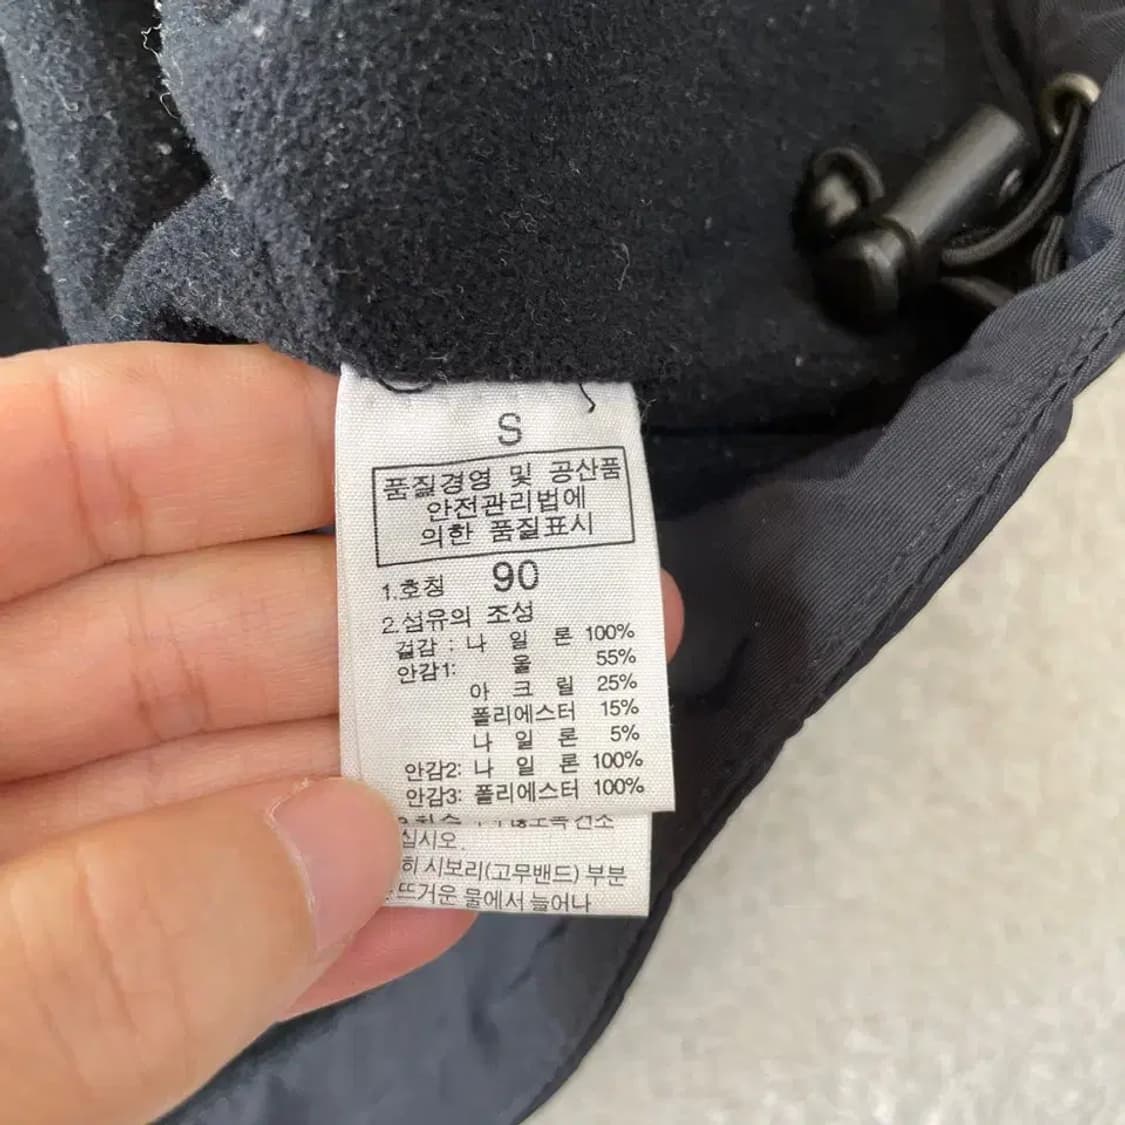 S
품질경영 및 공산품
안전관리법에
의한 품질표시
1.호칭 90
2.섬유의 조성
겉감 : 나 일 론 100%
안감1: 울 55%
아 크 릴 25%
폴리에스터 15%
나 일 론 5%
안감2: 나 일 론 100%
안감3: 폴리에스터 100%
십시오.
히 시보리(고무밴드) 부분
뜨거운 물에서 늘어나